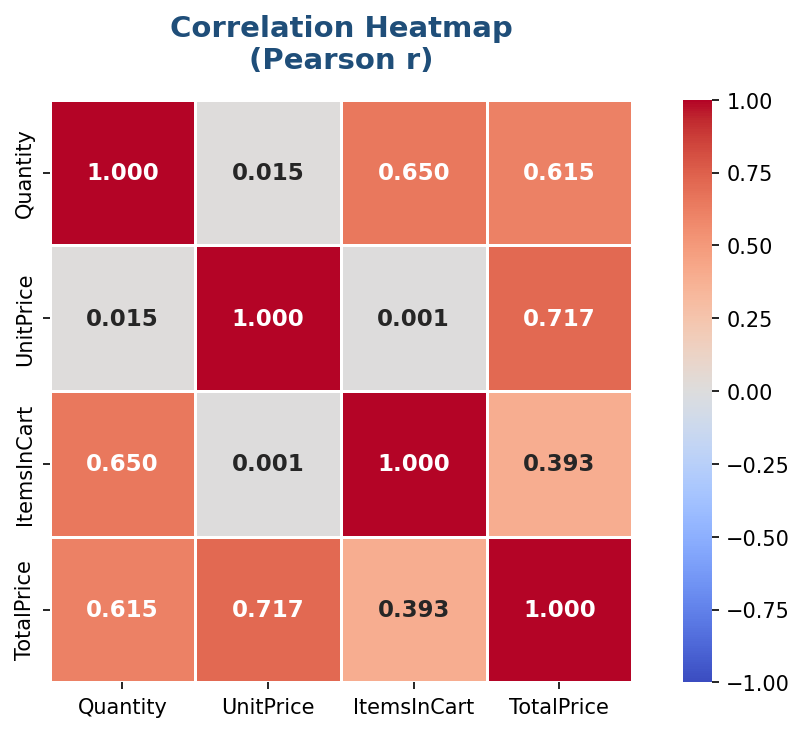 Correlation Heatmap
(Pearson r)
Quantity 1.000 0.015 0.650 0.615
UnitPrice 0.015 1.000 0.001 0.717
ItemsInCart 0.650 0.001 1.000 0.393
TotalPrice 0.615 0.717 0.393 1.000
Quantity UnitPrice ItemsInCart TotalPrice
1.00
0.75
0.50
0.25
0.00
−0.25
−0.50
−0.75
−1.00